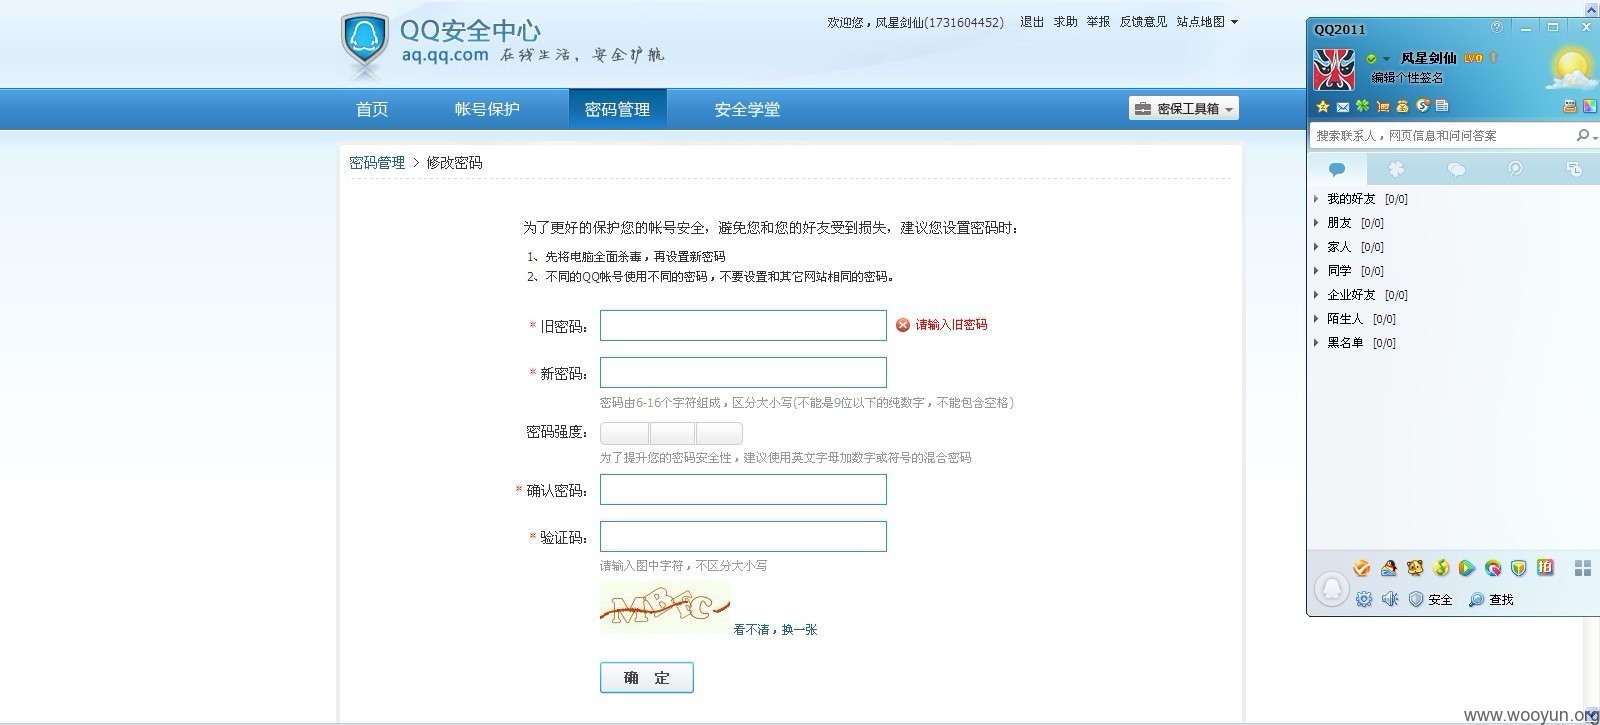 QQ安全中心
aq.qq.com 在线生活，安全护航
欢迎您，风星剑仙(1731604452) 退出 求助 举报 反馈意见 站点地图
首页 帐号保护 密码管理 安全学堂 密保工具箱
密码管理 > 修改密码
为了更好的保护您的帐号安全，避免您和您的好友受到损失，建议您设置密码时：
1、先将电脑全面杀毒，再设置新密码
2、不同的QQ帐号使用不同的密码，不要设置和其它网站相同的密码。
* 旧密码： 请输入旧密码
* 新密码：
密码由6-16个字符组成，区分大小写(不能是9位以下的纯数字，不能包含空格)
密码强度：
为了提升您的密码安全性，建议使用英文字母加数字或符号的混合密码
* 确认密码：
* 验证码：
请输入图中字符，不区分大小写
MBFC
看不清，换一张
确 定
QQ2011
风星剑仙 LV0
编辑个性签名
搜索联系人，网页信息和问问答案
我的好友 [0/0]
朋友 [0/0]
家人 [0/0]
同学 [0/0]
企业好友 [0/0]
陌生人 [0/0]
黑名单 [0/0]
拍
安全 查找
www.wooyun.org